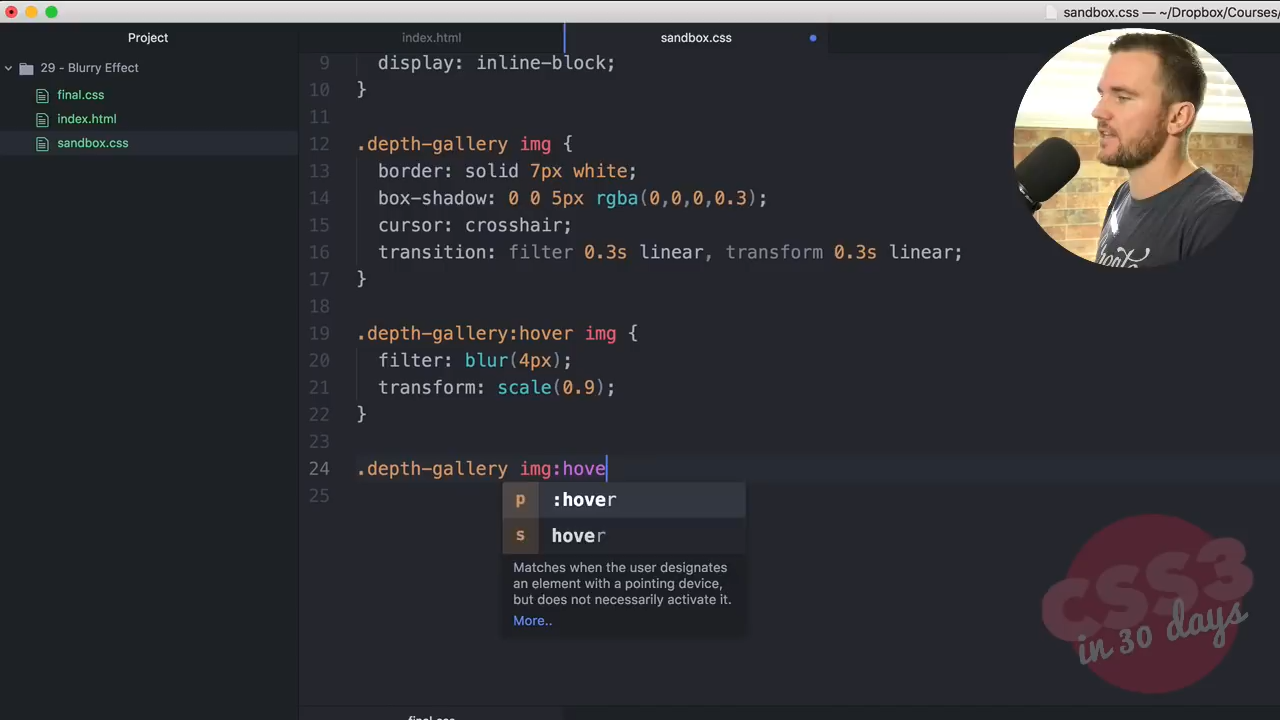 sandbox.css — ~/Dropbox/Courses/
Project
index.html
sandbox.css
29 - Blurry Effect
final.css
index.html
sandbox.css
9 display: inline-block;
10 }
11
12 .depth-gallery img {
13 border: solid 7px white;
14 box-shadow: 0 0 5px rgba(0,0,0,0.3);
15 cursor: crosshair;
16 transition: filter 0.3s linear, transform 0.3s linear;
17 }
18
19 .depth-gallery:hover img {
20 filter: blur(4px);
21 transform: scale(0.9);
22 }
23
24 .depth-gallery img:hove
25
p :hover
s hover
Matches when the user designates
an element with a pointing device,
but does not necessarily activate it.
More..
CSS3
in 30 days